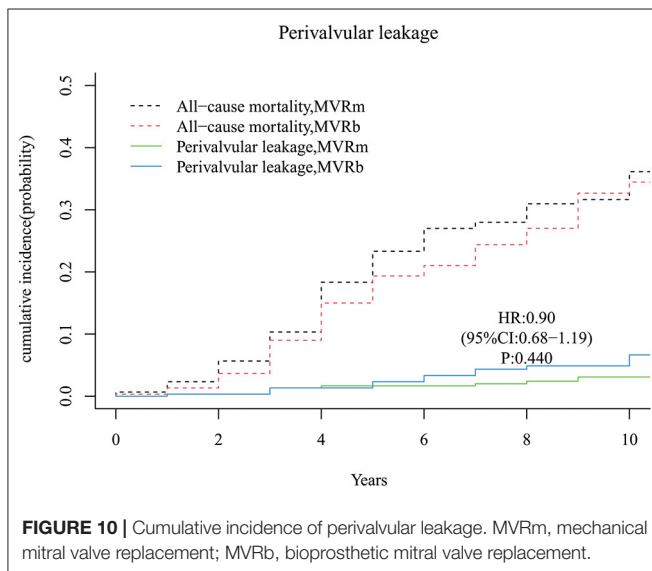 Perivalvular leakage
cumulative incidence(probability)
0.5
0.4
0.3
0.2
0.1
0.0
All−cause mortality,MVRm
All−cause mortality,MVRb
Perivalvular leakage,MVRm
Perivalvular leakage,MVRb
HR:0.90
(95%CI:0.68−1.19)
P:0.440
0 2 4 6 8 10
Years
FIGURE 10 | Cumulative incidence of perivalvular leakage. MVRm, mechanical
mitral valve replacement; MVRb, bioprosthetic mitral valve replacement.